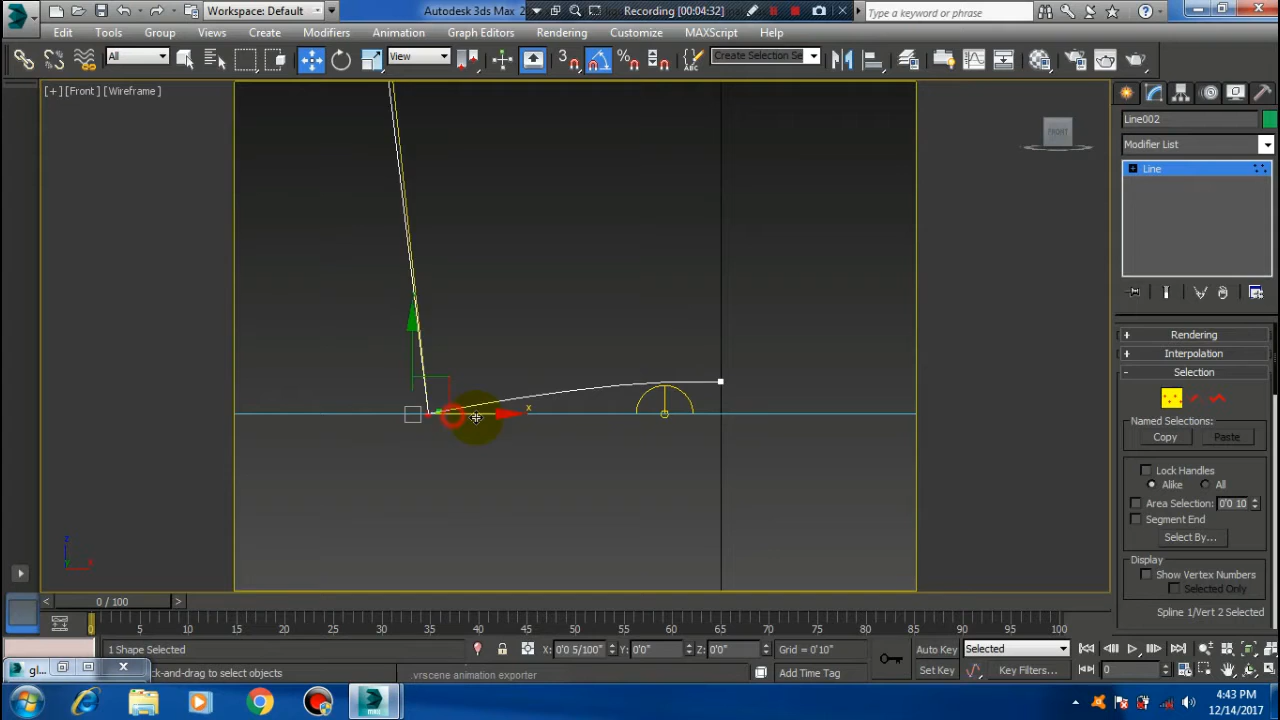 Workspace: Default
Autodesk 3ds Max 2
Recording [00:04:32]
Type a keyword or phrase
Edit Tools Group Views Create Modifiers Animation Graph Editors Rendering Customize MAXScript Help
All
View
3
Create Selection Se
[+] [Front] [Wireframe]
FRONT
Line002
Modifier List
Line
x
Rendering
Interpolation
Selection
Named Selections:
Copy Paste
Lock Handles
Alike All
Area Selection: 0'0 10
Segment End
Select By...
Display
Show Vertex Numbers
Selected Only
Spline 1/Vert 2 Selected
z
x
0 / 100
0 5 10 15 20 25 30 35 40 45 50 55 60 65 70 75 80 85 90 95 100
1 Shape Selected
X: 0'0 5/100" Y: 0'0" Z: 0'0"
Grid = 0'10"
Auto Key Selected
gl...
k-and-drag to select objects
.vrscene animation exporter
Add Time Tag
Set Key Key Filters...
0
4:43 PM
12/14/2017